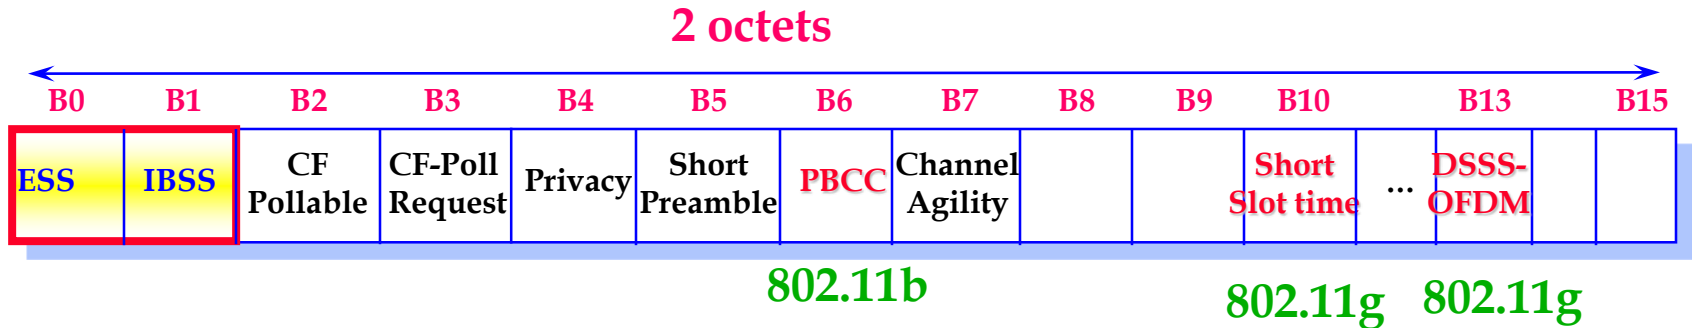 2 octets
B0 B1 B2 B3 B4 B5 B6 B7 B8 B9 B10 B13 B15
ESS IBSS CF Pollable CF-Poll Request Privacy Short Preamble PBCC Channel Agility Short Slot time ... DSSS-OFDM
802.11b 802.11g 802.11g